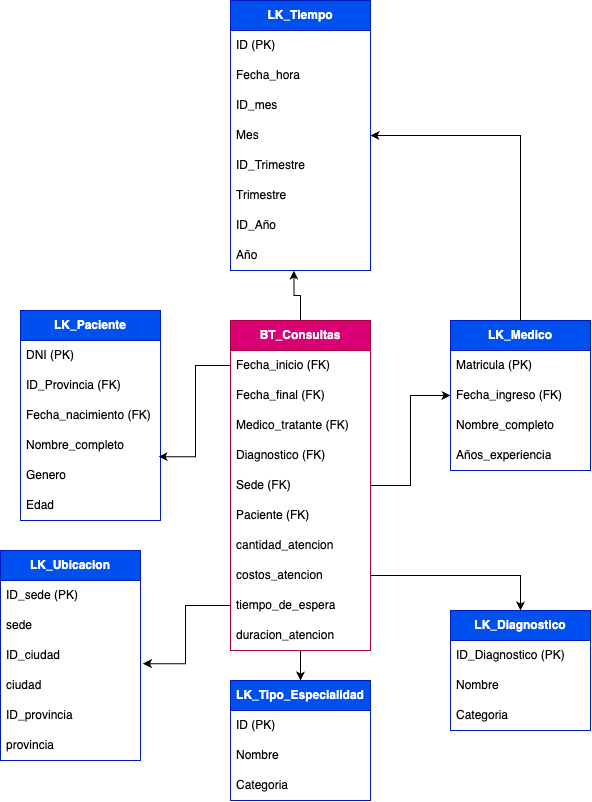 LK_Tiempo
ID (PK)
Fecha_hora
ID_mes
Mes
ID_Trimestre
Trimestre
ID_Año
Año
LK_Paciente
DNI (PK)
ID_Provincia (FK)
Fecha_nacimiento (FK)
Nombre_completo
Genero
Edad
BT_Consultas
Fecha_inicio (FK)
Fecha_final (FK)
Medico_tratante (FK)
Diagnostico (FK)
Sede (FK)
Paciente (FK)
cantidad_atencion
costos_atencion
tiempo_de_espera
duracion_atencion
LK_Medico
Matricula (PK)
Fecha_ingreso (FK)
Nombre_completo
Años_experiencia
LK_Ubicacion
ID_sede (PK)
sede
ID_ciudad
ciudad
ID_provincia
provincia
LK_Tipo_Especialidad
ID (PK)
Nombre
Categoria
LK_Diagnostico
ID_Diagnostico (PK)
Nombre
Categoria